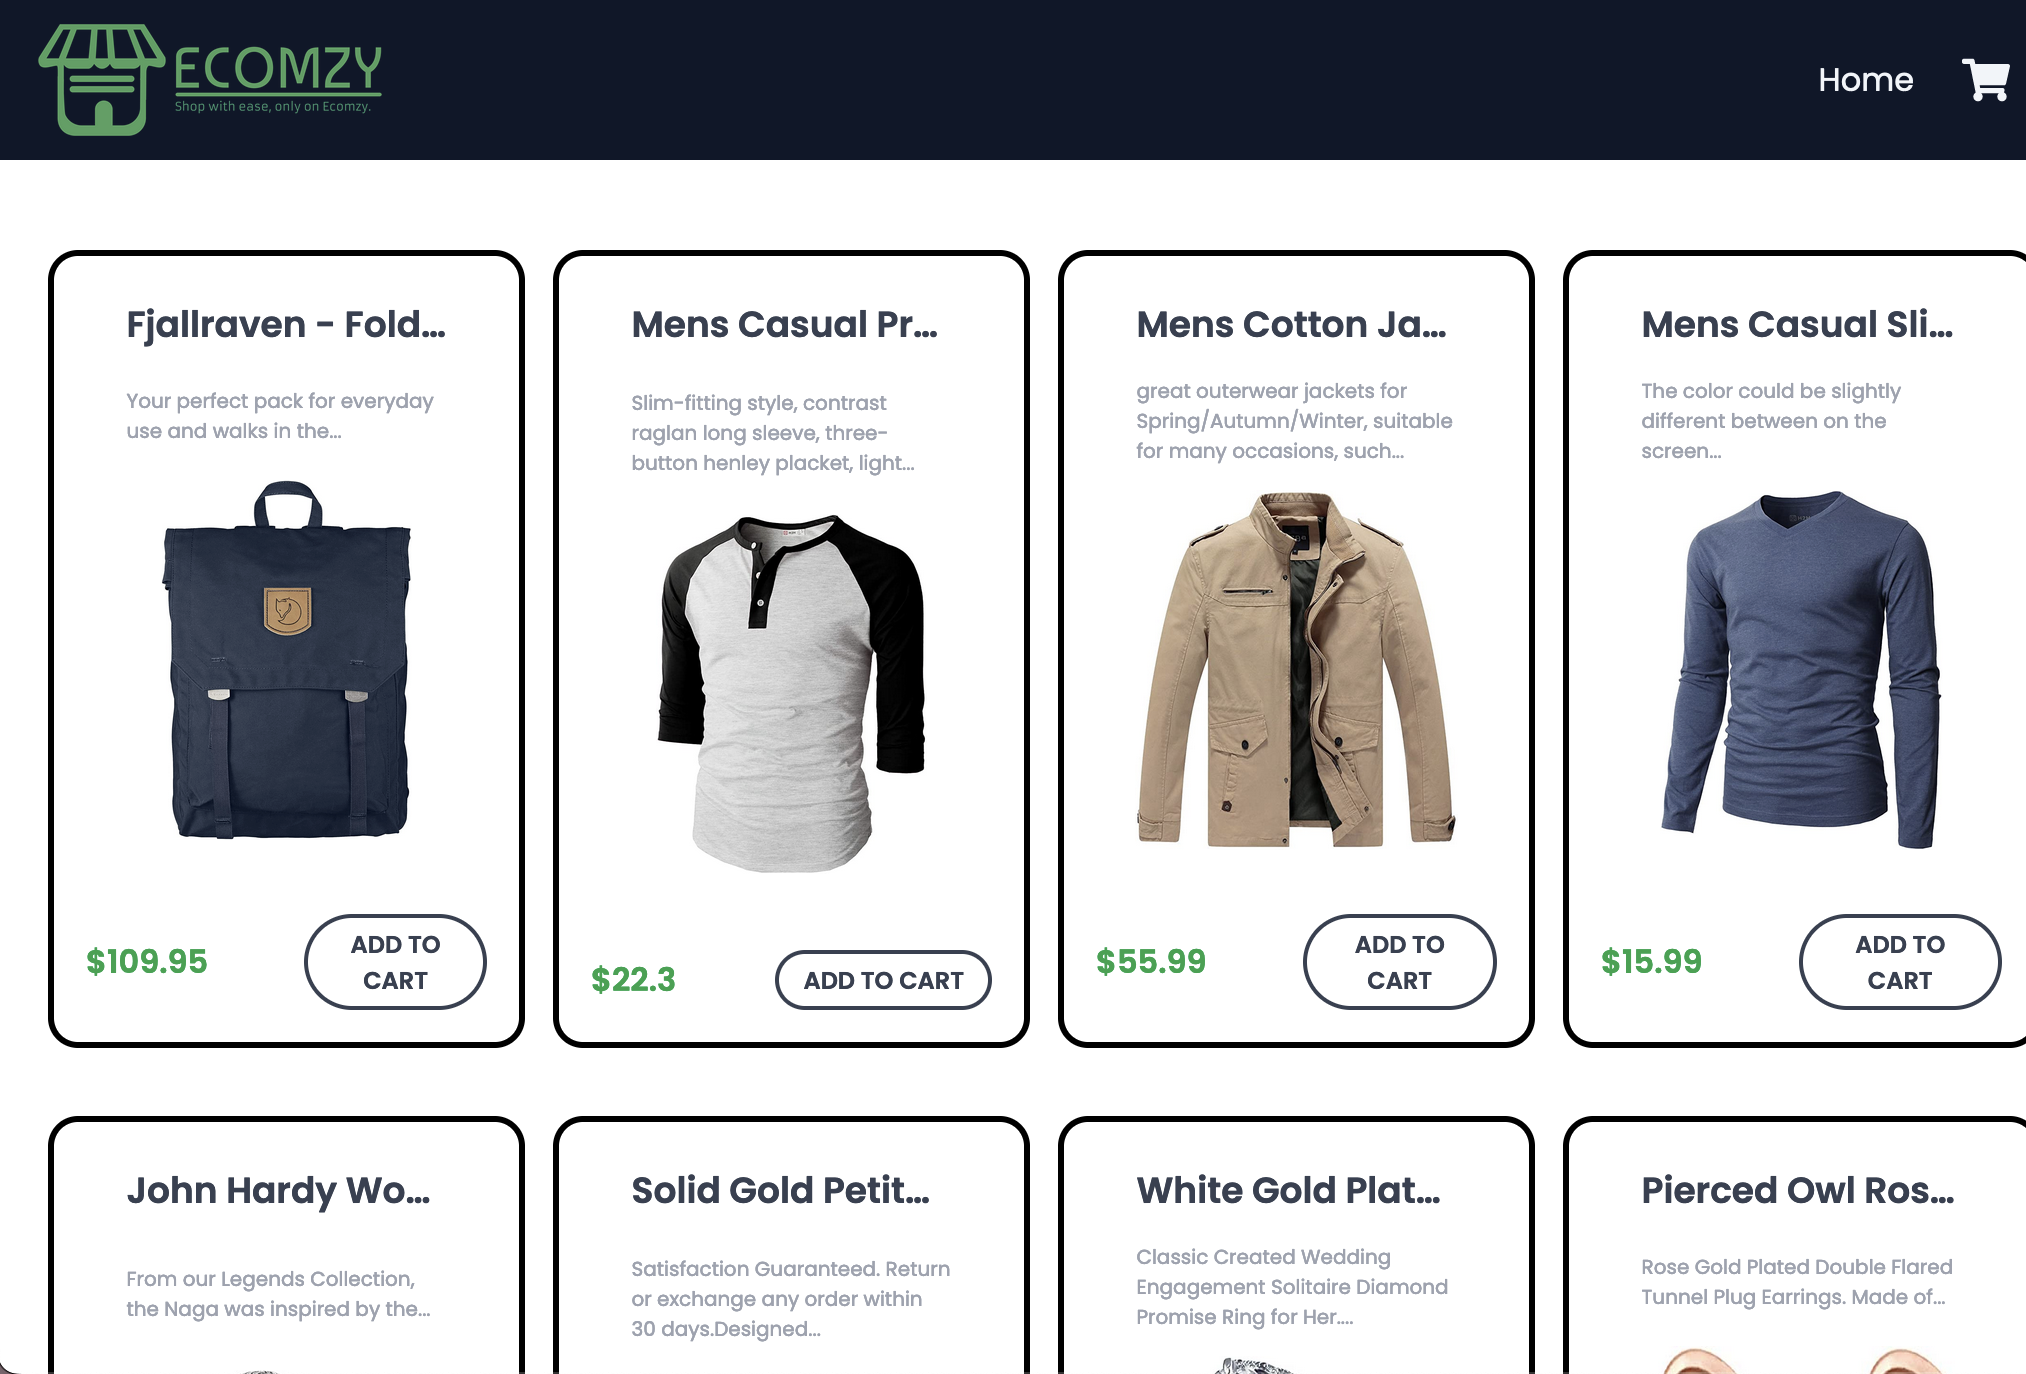 ECOMZY
Shop with ease, only on Ecomzy.
Home
Fjallraven - Fold...
Your perfect pack for everyday
use and walks in the...
$109.95
ADD TO
CART
Mens Casual Pr...
Slim-fitting style, contrast
raglan long sleeve, three-
button henley placket, light...
$22.3
ADD TO CART
Mens Cotton Ja...
great outerwear jackets for
Spring/Autumn/Winter, suitable
for many occasions, such...
$55.99
ADD TO
CART
Mens Casual Sli...
The color could be slightly
different between on the
screen...
$15.99
ADD TO
CART
John Hardy Wo...
From our Legends Collection,
the Naga was inspired by the...
Solid Gold Petit...
Satisfaction Guaranteed. Return
or exchange any order within
30 days.Designed...
White Gold Plat...
Classic Created Wedding
Engagement Solitaire Diamond
Promise Ring for Her....
Pierced Owl Ros...
Rose Gold Plated Double Flared
Tunnel Plug Earrings. Made of...